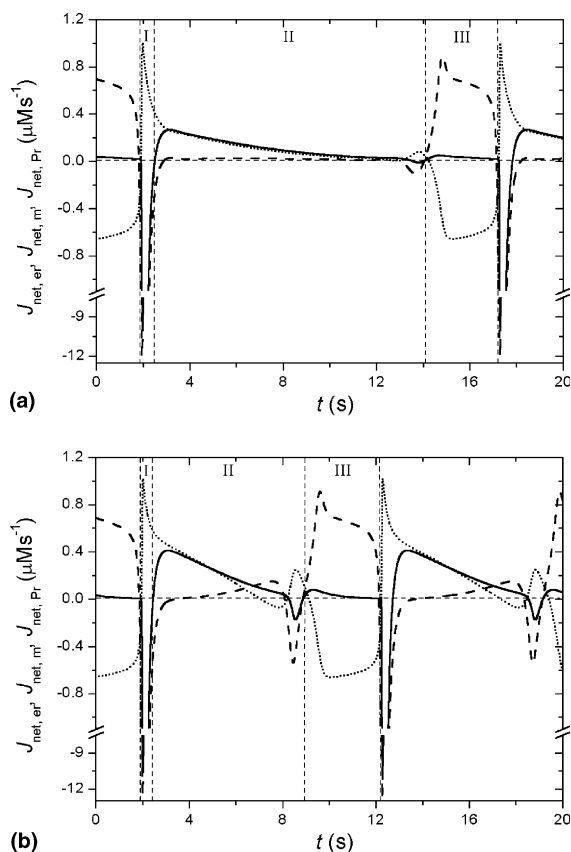 I II III
1.2
0.8
0.4
0.0
-0.4
-0.8
-9
-12
J_net, er, J_net, m, J_net, Pr (μMs⁻¹)
0 4 8 12 16 20
(a) t (s)
I II III
1.2
0.8
0.4
0.0
-0.4
-0.8
-9
-12
J_net, er, J_net, m, J_net, Pr (μMs⁻¹)
0 4 8 12 16 20
(b) t (s)